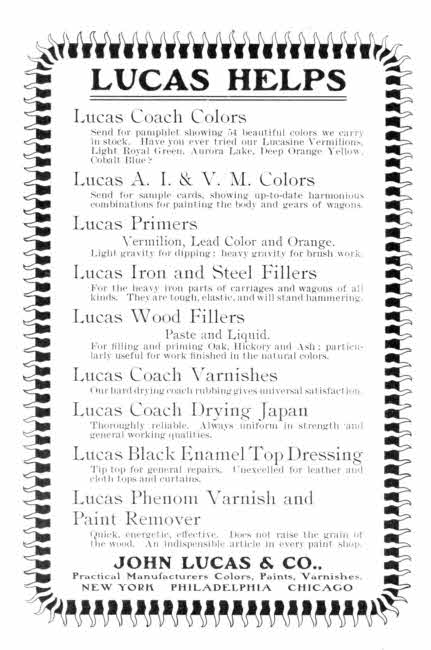 LUCAS HELPS
Lucas Coach Colors
Send for pamphlet showing 54 beautiful colors we carry
in stock. Have you ever tried our Lucasine Vermilions,
Light Royal Green, Aurora Lake, Deep Orange Yellow,
Cobalt Blue?
Lucas A. I. & V. M. Colors
Send for sample cards, showing up-to-date harmonious
combinations for painting the body and gears of wagons.
Lucas Primers
Vermilion, Lead Color and Orange.
Light gravity for dipping; heavy gravity for brush work.
Lucas Iron and Steel Fillers
For the heavy iron parts of carriages and wagons of all
kinds. They are tough, elastic, and will stand hammering.
Lucas Wood Fillers
Paste and Liquid.
For filling and priming Oak, Hickory and Ash; particu-
larly useful for work finished in the natural colors.
Lucas Coach Varnishes
Our hard drying coach rubbing gives universal satisfaction.
Lucas Coach Drying Japan
Thoroughly reliable. Always uniform in strength and
general working qualities.
Lucas Black Enamel Top Dressing
Tip top for general repairs. Unexcelled for leather and
cloth tops and curtains.
Lucas Phenom Varnish and
Paint Remover
Quick, energetic, effective. Does not raise the grain of
the wood. An indispensible article in every paint shop.
JOHN LUCAS & CO.,
Practical Manufacturers Colors, Paints, Varnishes.
NEW YORK PHILADELPHIA CHICAGO